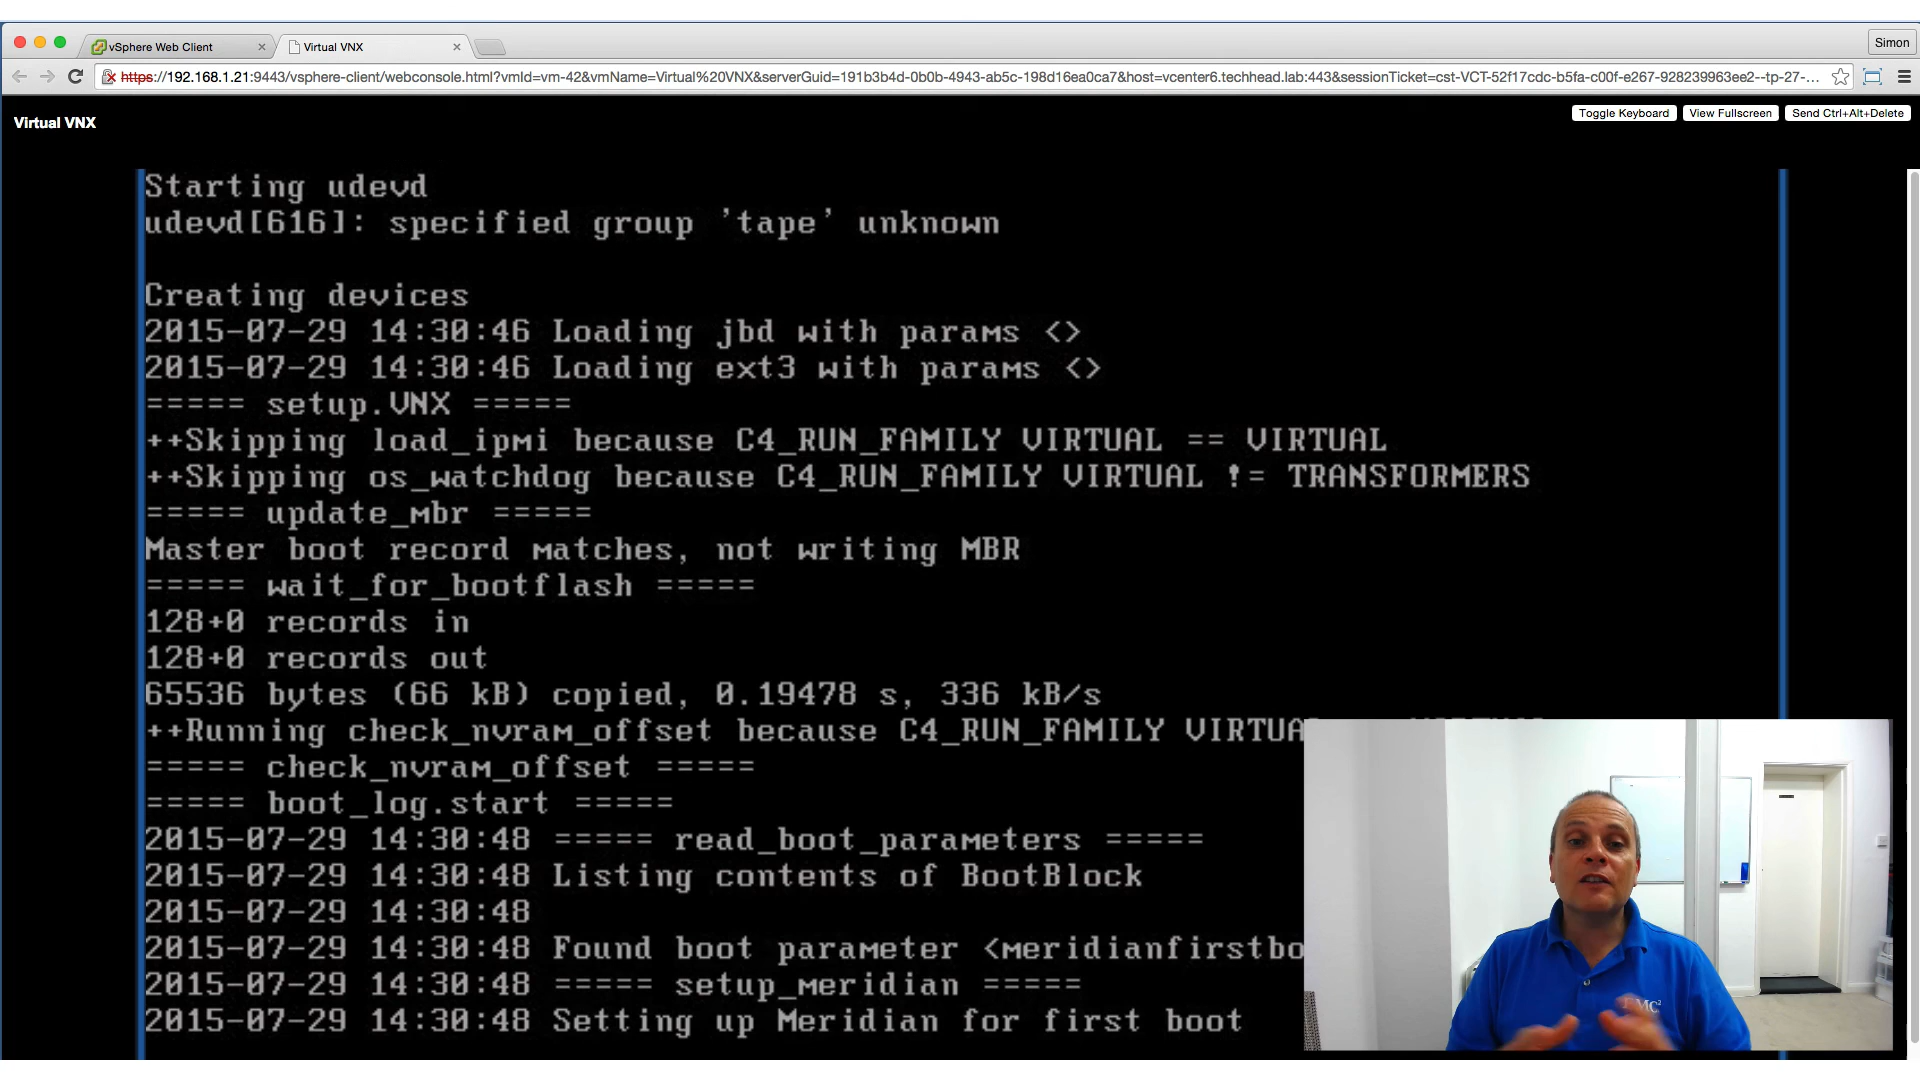 vSphere Web Client
Virtual VNX
Simon
https://192.168.1.21:9443/vsphere-client/webconsole.html?vmId=vm-42&vmName=Virtual%20VNX&serverGuid=191b3b4d-0b0b-4943-ab5c-198d16ea0ca7&host=vcenter6.techhead.lab:443&sessionTicket=cst-VCT-52f17cdc-b5fa-c00f-e267-928239963ee2--tp-27-...
Virtual VNX
Toggle Keyboard
View Fullscreen
Send Ctrl+Alt+Delete
Starting udevd
udevd[616]: specified group 'tape' unknown
Creating devices
2015-07-29 14:30:46 Loading jbd with params <>
2015-07-29 14:30:46 Loading ext3 with params <>
===== setup.VNX =====
++Skipping load_ipmi because C4_RUN_FAMILY VIRTUAL == VIRTUAL
++Skipping os_watchdog because C4_RUN_FAMILY VIRTUAL != TRANSFORMERS
===== update_mbr =====
Master boot record matches, not writing MBR
===== wait_for_bootflash =====
128+0 records in
128+0 records out
65536 bytes (66 kB) copied, 0.19478 s, 336 kB/s
++Running check_nvram_offset because C4_RUN_FAMILY VIRTUA
===== check_nvram_offset =====
===== boot_log.start =====
2015-07-29 14:30:48 ===== read_boot_parameters =====
2015-07-29 14:30:48 Listing contents of BootBlock
2015-07-29 14:30:48
2015-07-29 14:30:48 Found boot parameter <meridianfirstbo
2015-07-29 14:30:48 ===== setup_meridian =====
2015-07-29 14:30:48 Setting up Meridian for first boot